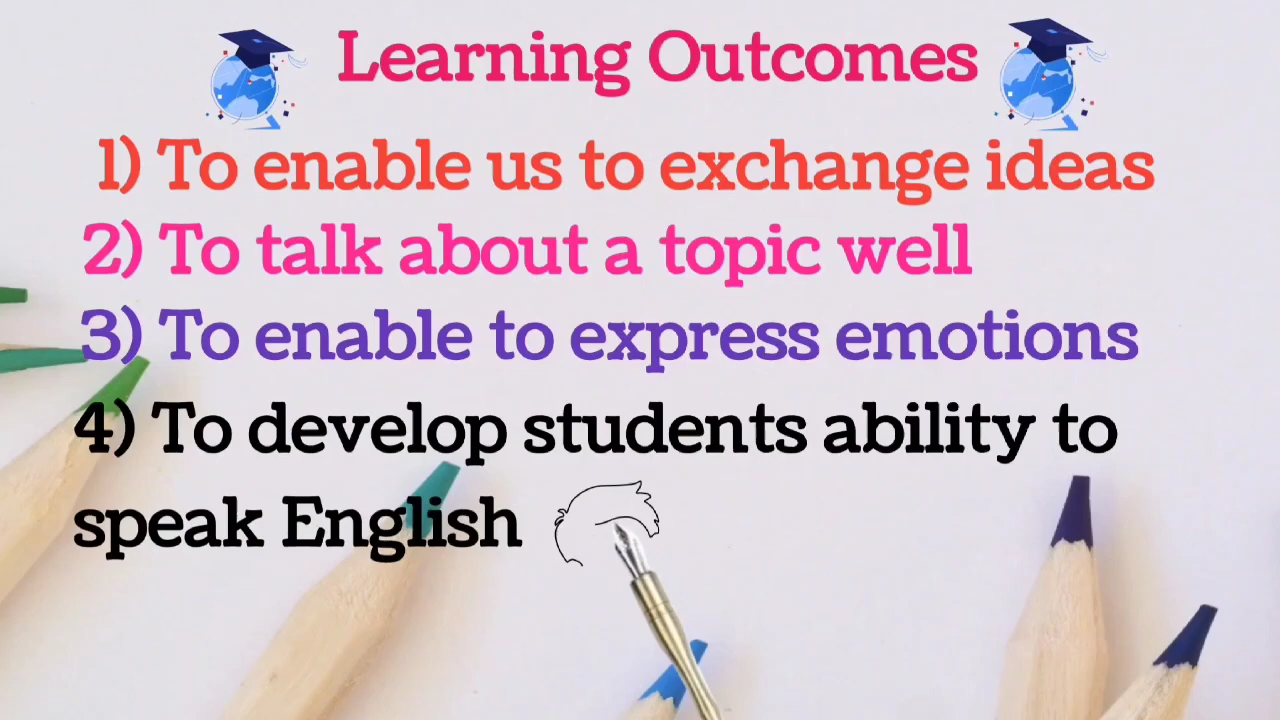 Learning Outcomes
1) To enable us to exchange ideas
2) To talk about a topic well
3) To enable to express emotions
4) To develop students ability to
speak English